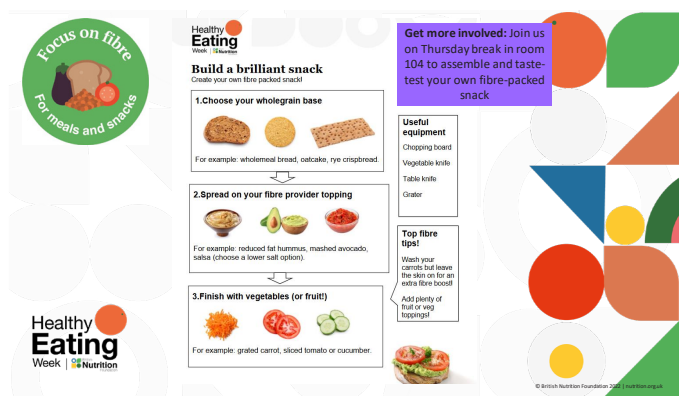 Focus on fibre
For meals and snacks
Healthy
Eating
Week | Nutrition
Build a brilliant snack
Create your own fibre packed snack!
1.Choose your wholegrain base
For example: wholemeal bread, oatcake, rye crispbread.
2.Spread on your fibre provider topping
For example: reduced fat hummus, mashed avocado,
salsa (choose a lower salt option).
3.Finish with vegetables (or fruit!)
For example: grated carrot, sliced tomato or cucumber.
Get more involved: Join us
on Thursday break in room
104 to assemble and taste-
test your own fibre-packed
snack
Useful
equipment
Chopping board
Vegetable knife
Table knife
Grater
Top fibre
tips!
Wash your
carrots but leave
the skin on for an
extra fibre boost!
Add plenty of
fruit or veg
toppings!
Healthy
Eating
Week | Nutrition
© British Nutrition Foundation 2022 | nutrition.org.uk